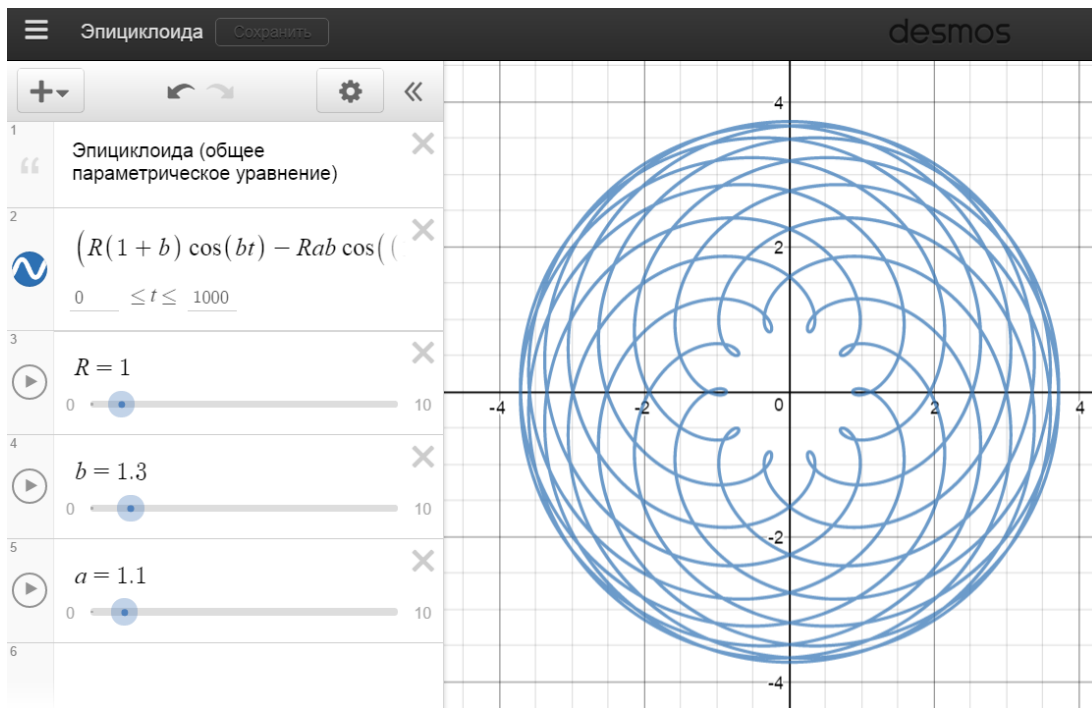 Эпициклоида Сохранить desmos
1
Эпициклоида (общее
параметрическое уравнение)
2
(R(1 + b) cos(bt) − Rab cos( (
0 ≤ t ≤ 1000
3
R = 1
0 10
4
b = 1.3
0 10
5
a = 1.1
0 10
6
4
2
-4 -2 0 2 4
-2
-4